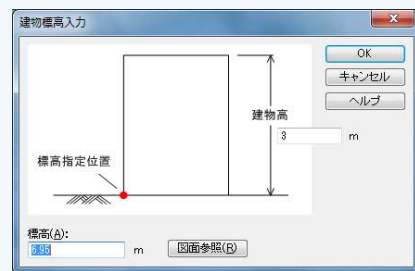 建物標高入力
OK
キャンセル
ヘルプ
建物高
3 m
標高指定位置
標高(A):
6.95 m 図面参照(R)